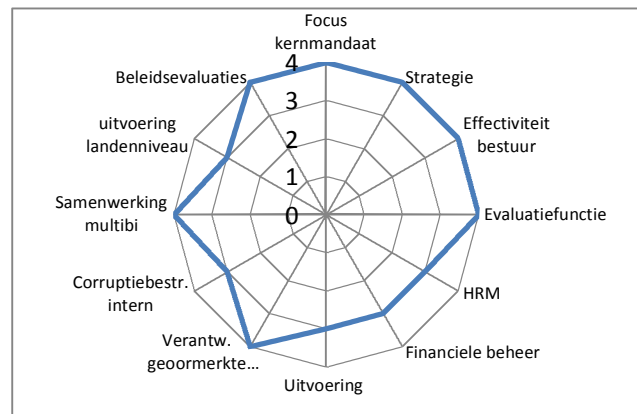 Focus
kernmandaat
Strategie
Effectiviteit
bestuur
Evaluatiefunctie
HRM
Financiele beheer
Uitvoering
Verantw.
geoormerkte...
Corruptiebestr.
intern
Samenwerking
multibi
uitvoering
landenniveau
Beleidsevaluaties
4
3
2
1
0